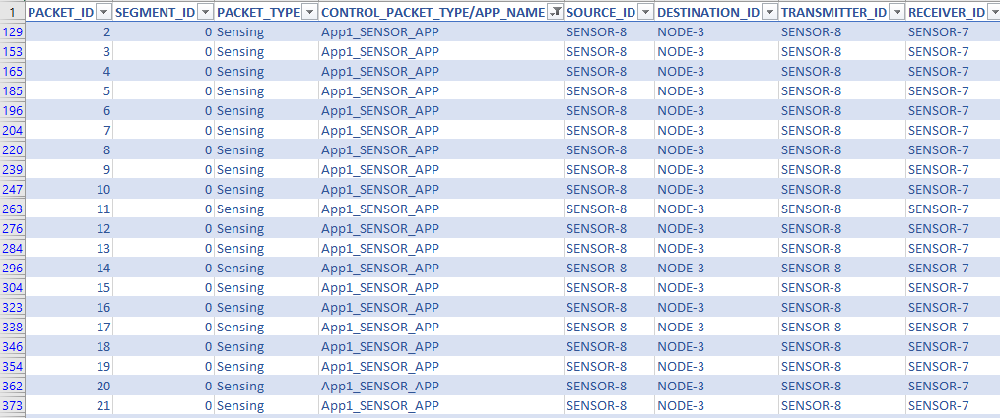 1 PACKET_ID SEGMENT_ID PACKET_TYPE CONTROL_PACKET_TYPE/APP_NAME SOURCE_ID DESTINATION_ID TRANSMITTER_ID RECEIVER_ID
129 2 0 Sensing App1_SENSOR_APP SENSOR-8 NODE-3 SENSOR-8 SENSOR-7
153 3 0 Sensing App1_SENSOR_APP SENSOR-8 NODE-3 SENSOR-8 SENSOR-7
165 4 0 Sensing App1_SENSOR_APP SENSOR-8 NODE-3 SENSOR-8 SENSOR-7
185 5 0 Sensing App1_SENSOR_APP SENSOR-8 NODE-3 SENSOR-8 SENSOR-7
196 6 0 Sensing App1_SENSOR_APP SENSOR-8 NODE-3 SENSOR-8 SENSOR-7
204 7 0 Sensing App1_SENSOR_APP SENSOR-8 NODE-3 SENSOR-8 SENSOR-7
220 8 0 Sensing App1_SENSOR_APP SENSOR-8 NODE-3 SENSOR-8 SENSOR-7
239 9 0 Sensing App1_SENSOR_APP SENSOR-8 NODE-3 SENSOR-8 SENSOR-7
247 10 0 Sensing App1_SENSOR_APP SENSOR-8 NODE-3 SENSOR-8 SENSOR-7
263 11 0 Sensing App1_SENSOR_APP SENSOR-8 NODE-3 SENSOR-8 SENSOR-7
276 12 0 Sensing App1_SENSOR_APP SENSOR-8 NODE-3 SENSOR-8 SENSOR-7
284 13 0 Sensing App1_SENSOR_APP SENSOR-8 NODE-3 SENSOR-8 SENSOR-7
296 14 0 Sensing App1_SENSOR_APP SENSOR-8 NODE-3 SENSOR-8 SENSOR-7
304 15 0 Sensing App1_SENSOR_APP SENSOR-8 NODE-3 SENSOR-8 SENSOR-7
323 16 0 Sensing App1_SENSOR_APP SENSOR-8 NODE-3 SENSOR-8 SENSOR-7
338 17 0 Sensing App1_SENSOR_APP SENSOR-8 NODE-3 SENSOR-8 SENSOR-7
346 18 0 Sensing App1_SENSOR_APP SENSOR-8 NODE-3 SENSOR-8 SENSOR-7
354 19 0 Sensing App1_SENSOR_APP SENSOR-8 NODE-3 SENSOR-8 SENSOR-7
362 20 0 Sensing App1_SENSOR_APP SENSOR-8 NODE-3 SENSOR-8 SENSOR-7
373 21 0 Sensing App1_SENSOR_APP SENSOR-8 NODE-3 SENSOR-8 SENSOR-7